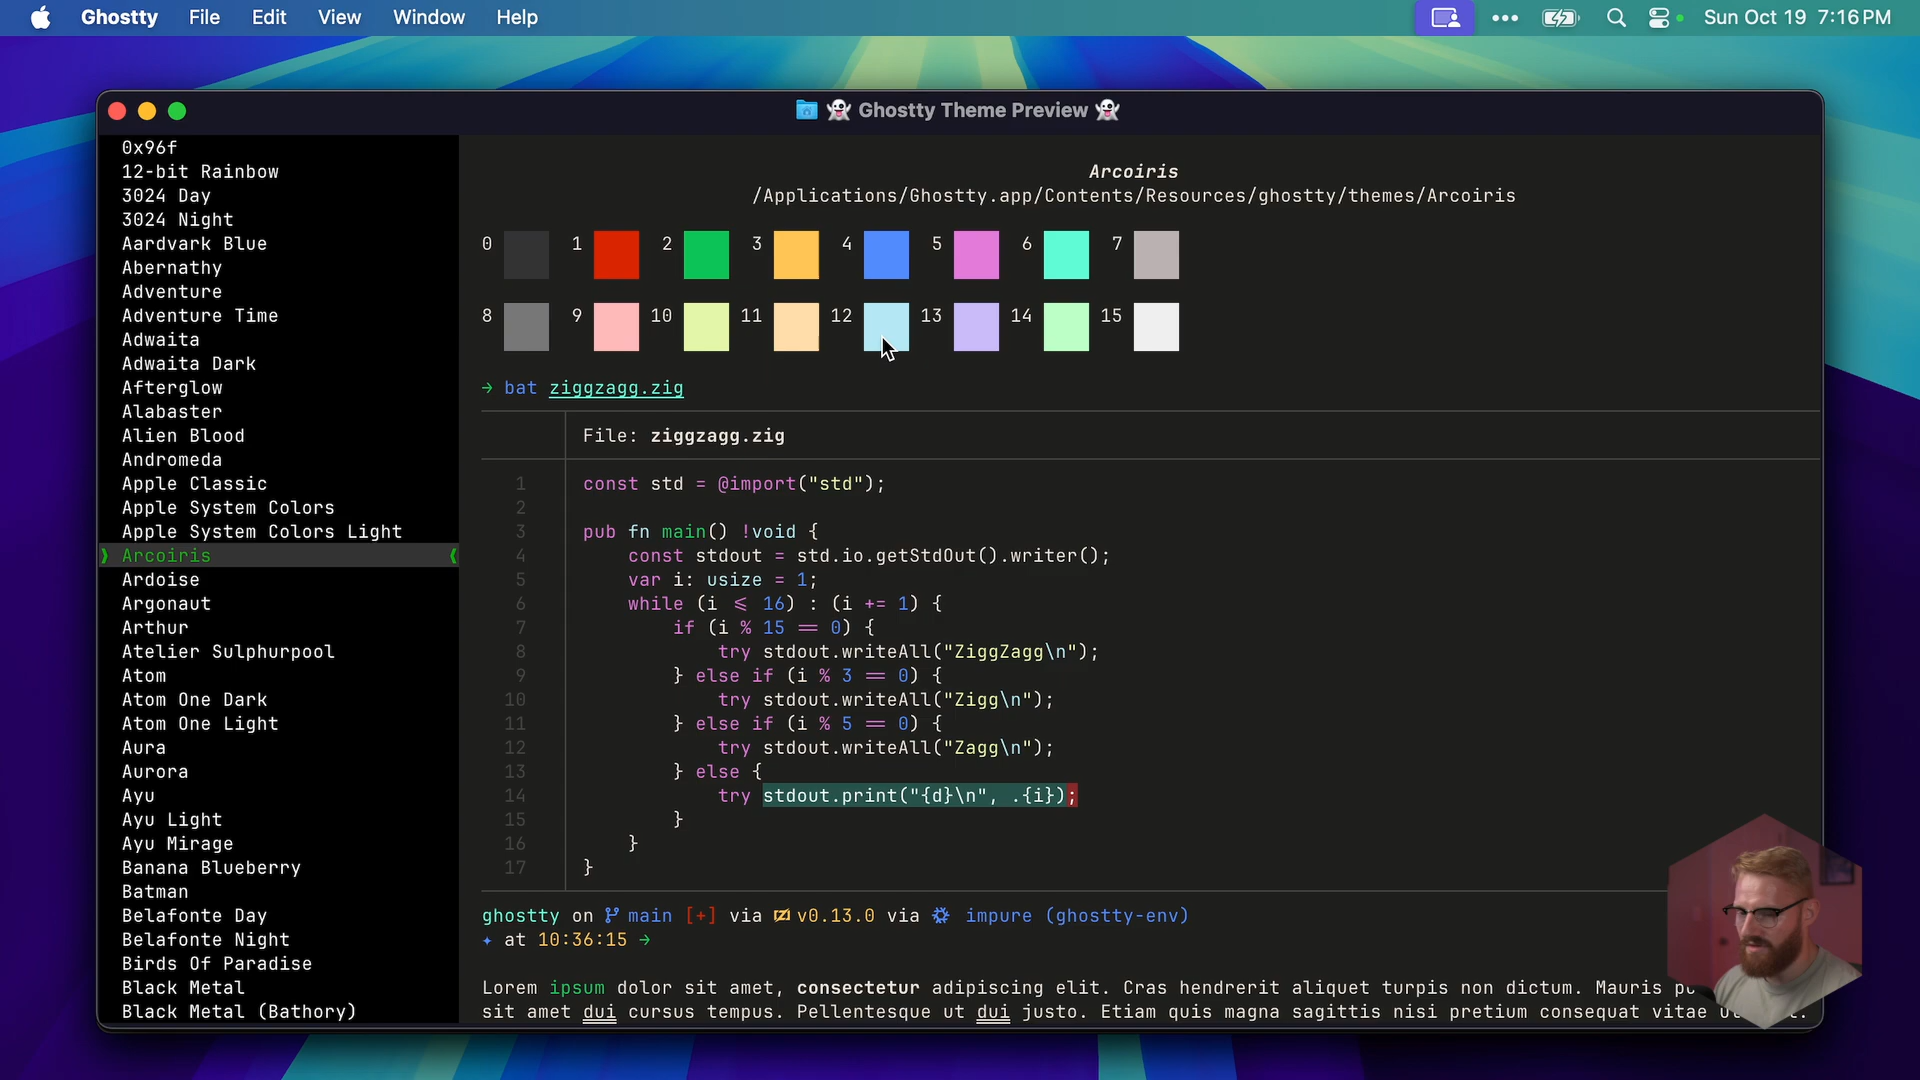 Ghostty File Edit View Window Help
Sun Oct 19 7:16 PM
Ghostty Theme Preview
0x96f
12-bit Rainbow
3024 Day
3024 Night
Aardvark Blue
Abernathy
Adventure
Adventure Time
Adwaita
Adwaita Dark
Afterglow
Alabaster
Alien Blood
Andromeda
Apple Classic
Apple System Colors
Apple System Colors Light
Arcoiris
Ardoise
Argonaut
Arthur
Atelier Sulphurpool
Atom
Atom One Dark
Atom One Light
Aura
Aurora
Ayu
Ayu Light
Ayu Mirage
Banana Blueberry
Batman
Belafonte Day
Belafonte Night
Birds Of Paradise
Black Metal
Black Metal (Bathory)
Arcoiris
/Applications/Ghostty.app/Contents/Resources/ghostty/themes/Arcoiris
0 1 2 3 4 5 6 7
8 9 10 11 12 13 14 15
→ bat ziggzagg.zig
File: ziggzagg.zig
1 const std = @import("std");
2
3 pub fn main() !void {
4 const stdout = std.io.getStdOut().writer();
5 var i: usize = 1;
6 while (i ⩽ 16) : (i += 1) {
7 if (i % 15 == 0) {
8 try stdout.writeAll("ZiggZagg\n");
9 } else if (i % 3 == 0) {
10 try stdout.writeAll("Zigg\n");
11 } else if (i % 5 == 0) {
12 try stdout.writeAll("Zagg\n");
13 } else {
14 try stdout.print("{d}\n", .{i});
15 }
16 }
17 }
ghostty on main [+] via v0.13.0 via impure (ghostty-env)
✦ at 10:36:15 →
Lorem ipsum dolor sit amet, consectetur adipiscing elit. Cras hendrerit aliquet turpis non dictum. Mauris
sit amet dui cursus tempus. Pellentesque ut dui justo. Etiam quis magna sagittis nisi pretium consequat vitae